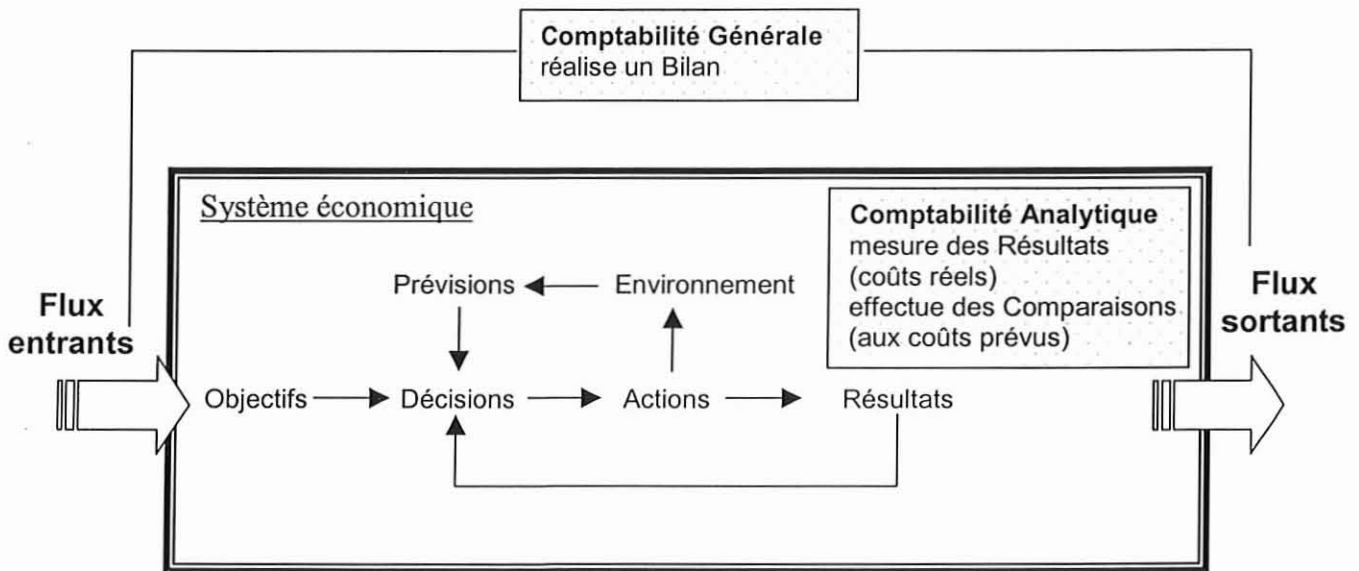 Comptabilité Générale
réalise un Bilan
Système économique
Comptabilité Analytique
mesure des Résultats
(coûts réels)
effectue des Comparaisons
(aux coûts prévus)
Prévisions
Environnement
Flux
entrants
Flux
sortants
Objectifs
Décisions
Actions
Résultats